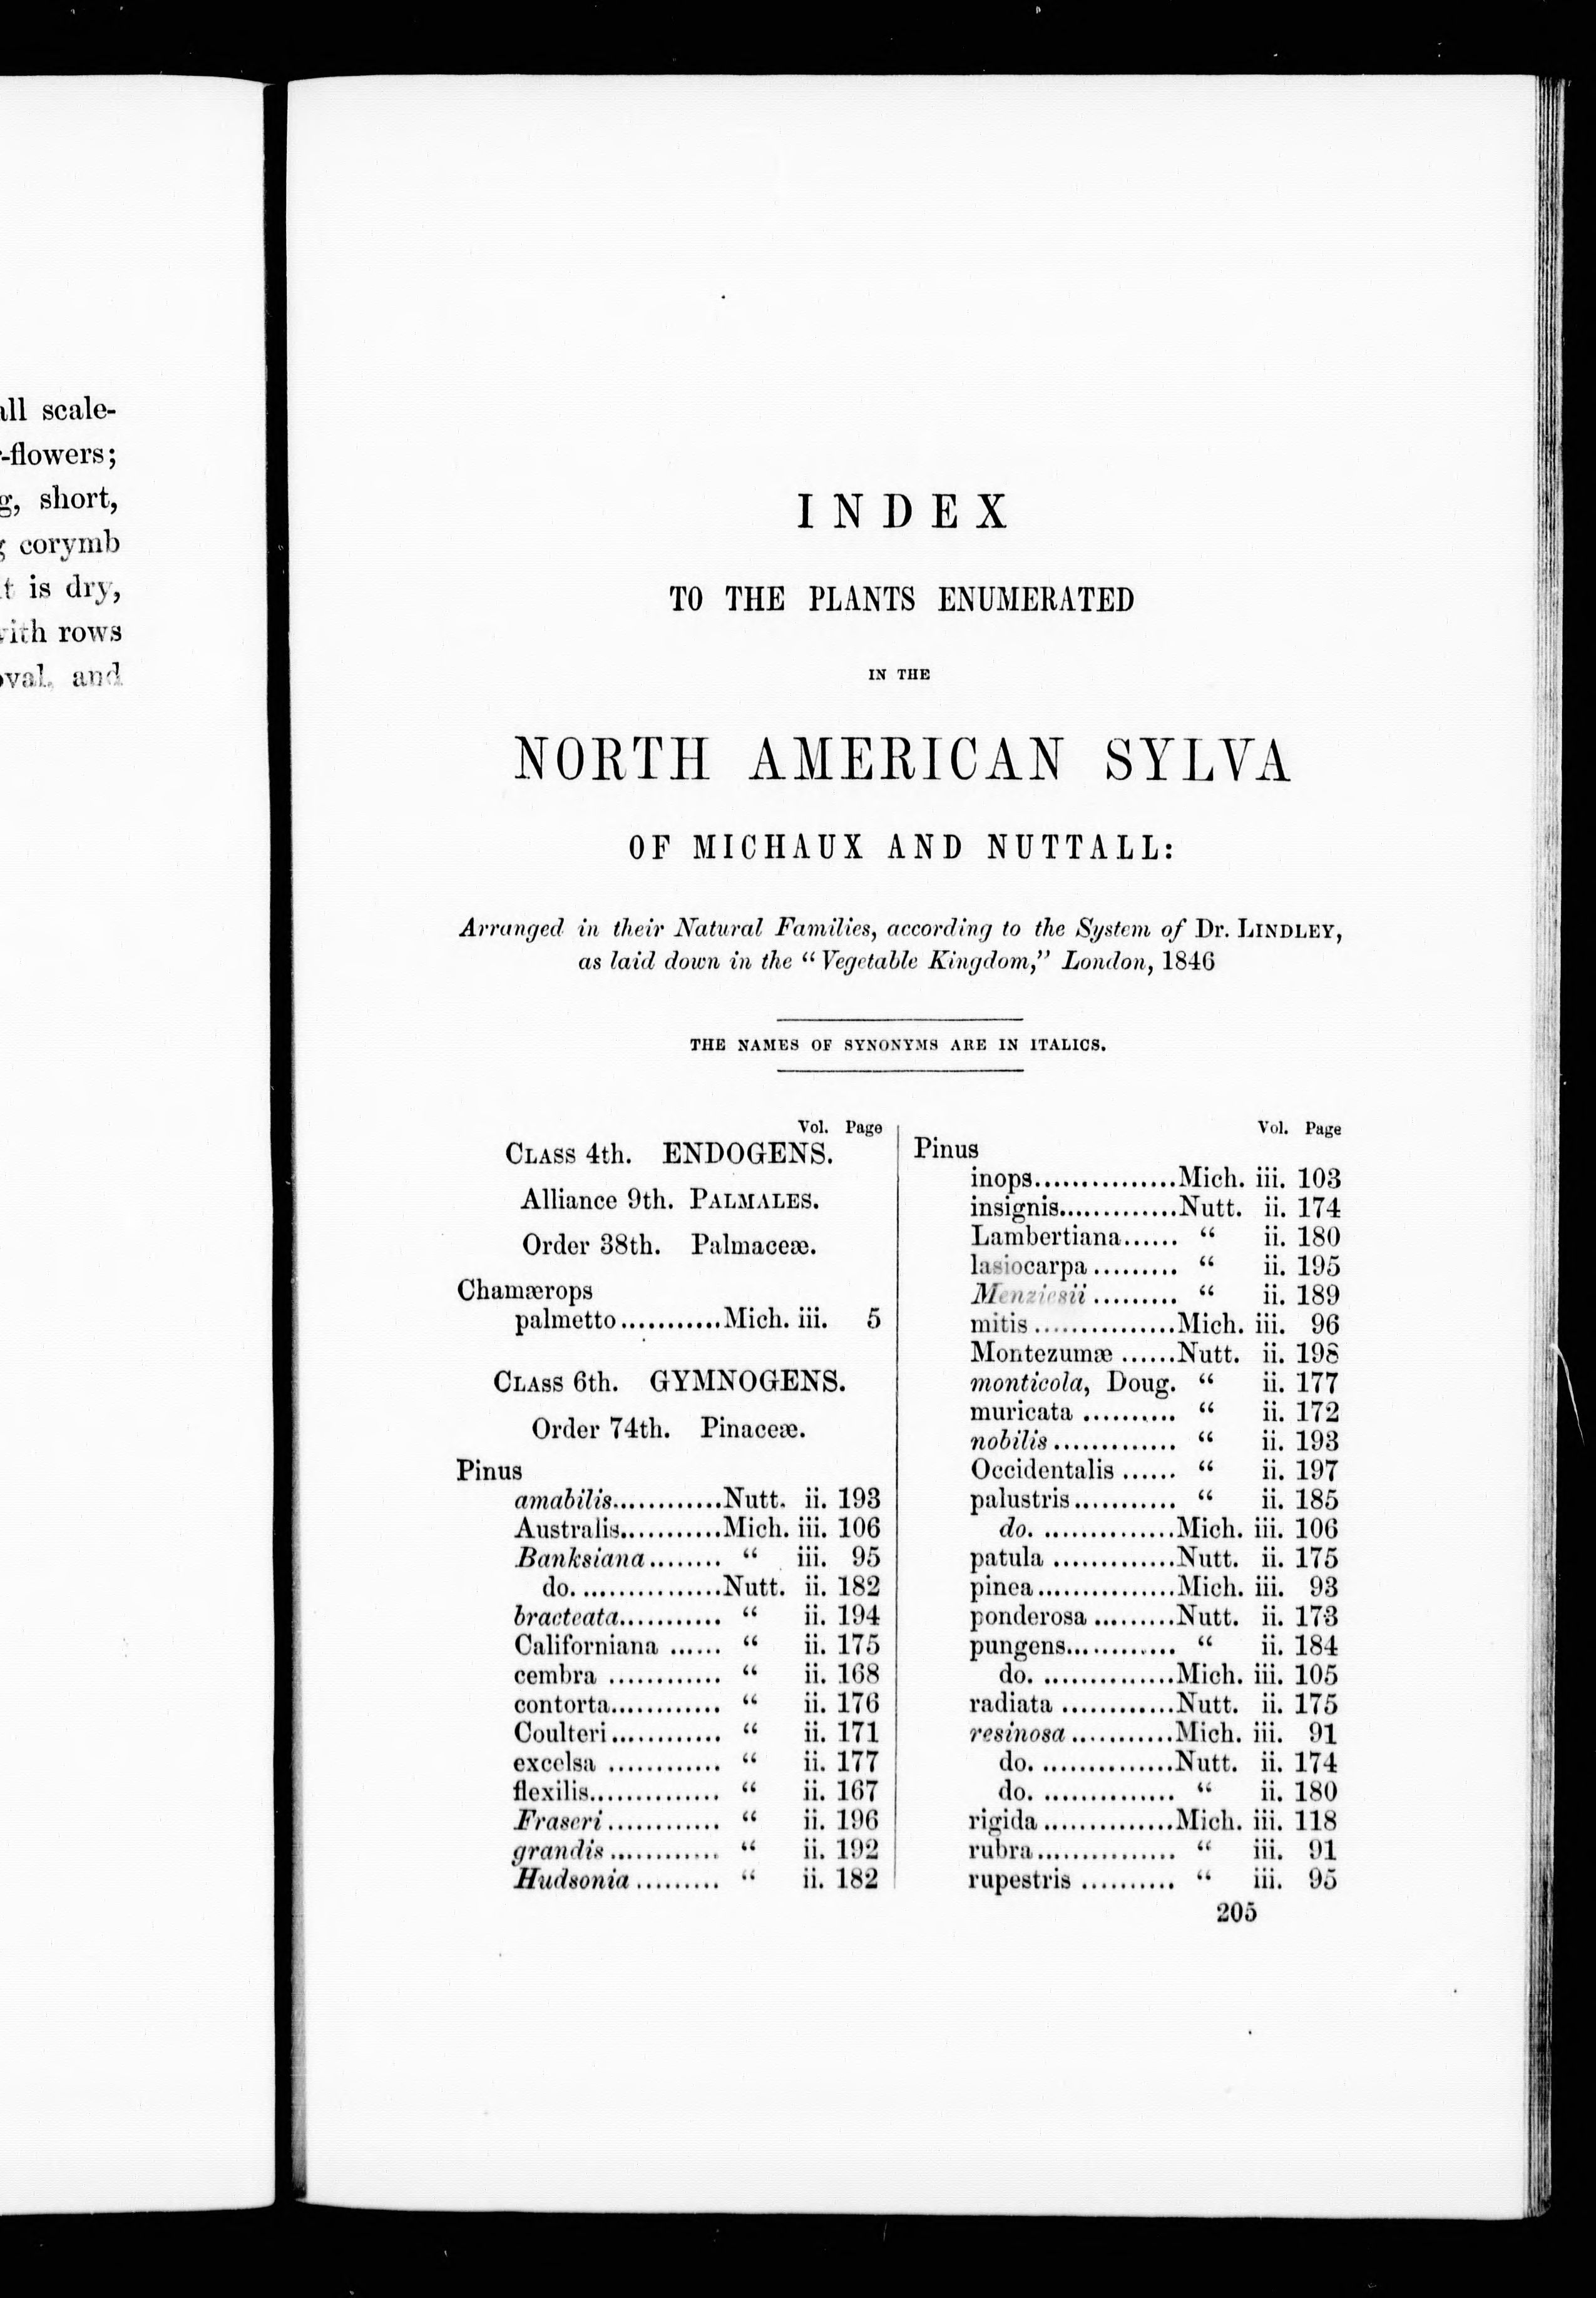 all scale-
-flowers;
g, short,
corymb
is dry,
with rows
oval, and
INDEX
TO THE PLANTS ENUMERATED
IN THE
NORTH AMERICAN SYLVA
OF MICHAUX AND NUTTALL:
Arranged in their Natural Families, according to the System of Dr. LINDLEY,
as laid down in the “Vegetable Kingdom,” London, 1846
THE NAMES OF SYNONYMS ARE IN ITALICS.
Vol. Page
CLASS 4th. ENDOGENS.
Alliance 9th. PALMALES.
Order 38th. Palmaceæ.
Chamærops
palmetto...........Mich. iii. 5
CLASS 6th. GYMNOGENS.
Order 74th. Pinaceæ.
Pinus
amabilis............Nutt. ii. 193
Australis...........Mich. iii. 106
Banksiana........ “ iii. 95
do. ...............Nutt. ii. 182
bracteata........... “ ii. 194
Californiana ...... “ ii. 175
cembra ............ “ ii. 168
contorta............ “ ii. 176
Coulteri............ “ ii. 171
excelsa ............ “ ii. 177
flexilis.............. “ ii. 167
Fraseri............ “ ii. 196
grandis............ “ ii. 192
Hudsonia......... “ ii. 182
Vol. Page
Pinus
inops...............Mich. iii. 103
insignis.............Nutt. ii. 174
Lambertiana...... “ ii. 180
lasiocarpa......... “ ii. 195
Menziesii......... “ ii. 189
mitis...............Mich. iii. 96
Montezumæ ......Nutt. ii. 198
monticola, Doug. “ ii. 177
muricata .......... “ ii. 172
nobilis............. “ ii. 193
Occidentalis ...... “ ii. 197
palustris........... “ ii. 185
do. ..............Mich. iii. 106
patula .............Nutt. ii. 175
pinea...............Mich. iii. 93
ponderosa.........Nutt. ii. 173
pungens............ “ ii. 184
do. ..............Mich. iii. 105
radiata ............Nutt. ii. 175
resinosa...........Mich. iii. 91
do. ..............Nutt. ii. 174
do. .............. “ ii. 180
rigida..............Mich. iii. 118
rubra............... “ iii. 91
rupestris .......... “ iii. 95
205